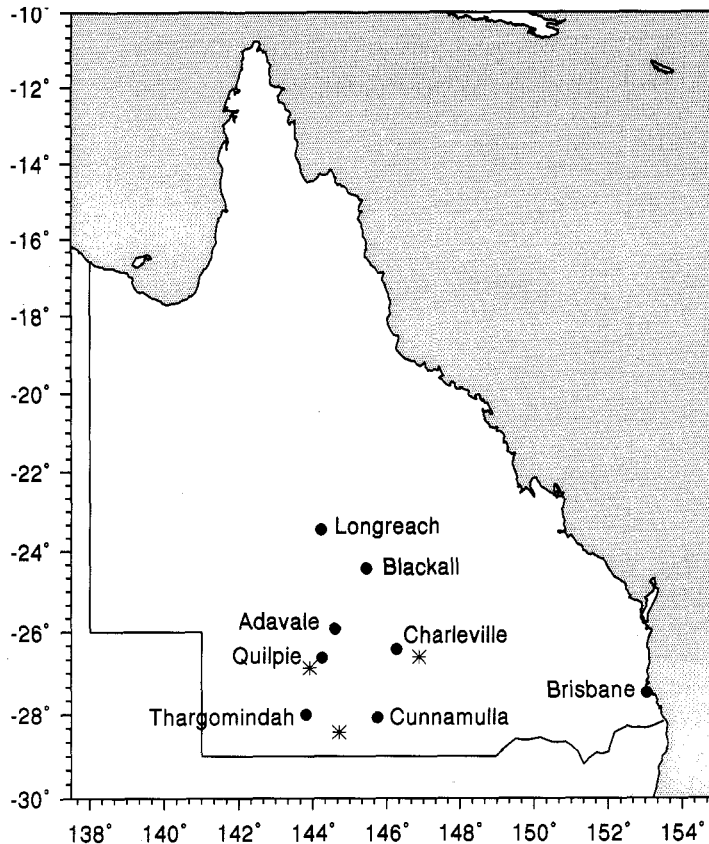 -10°
-12°
-14°
-16°
-18°
-20°
-22°
Longreach
-24°
Blackall
Adavale
-26°
Charleville
Quilpie
Brisbane
Thargomindah
Cunnamulla
-28°
-30°
138° 140° 142° 144° 146° 148° 150° 152° 154°